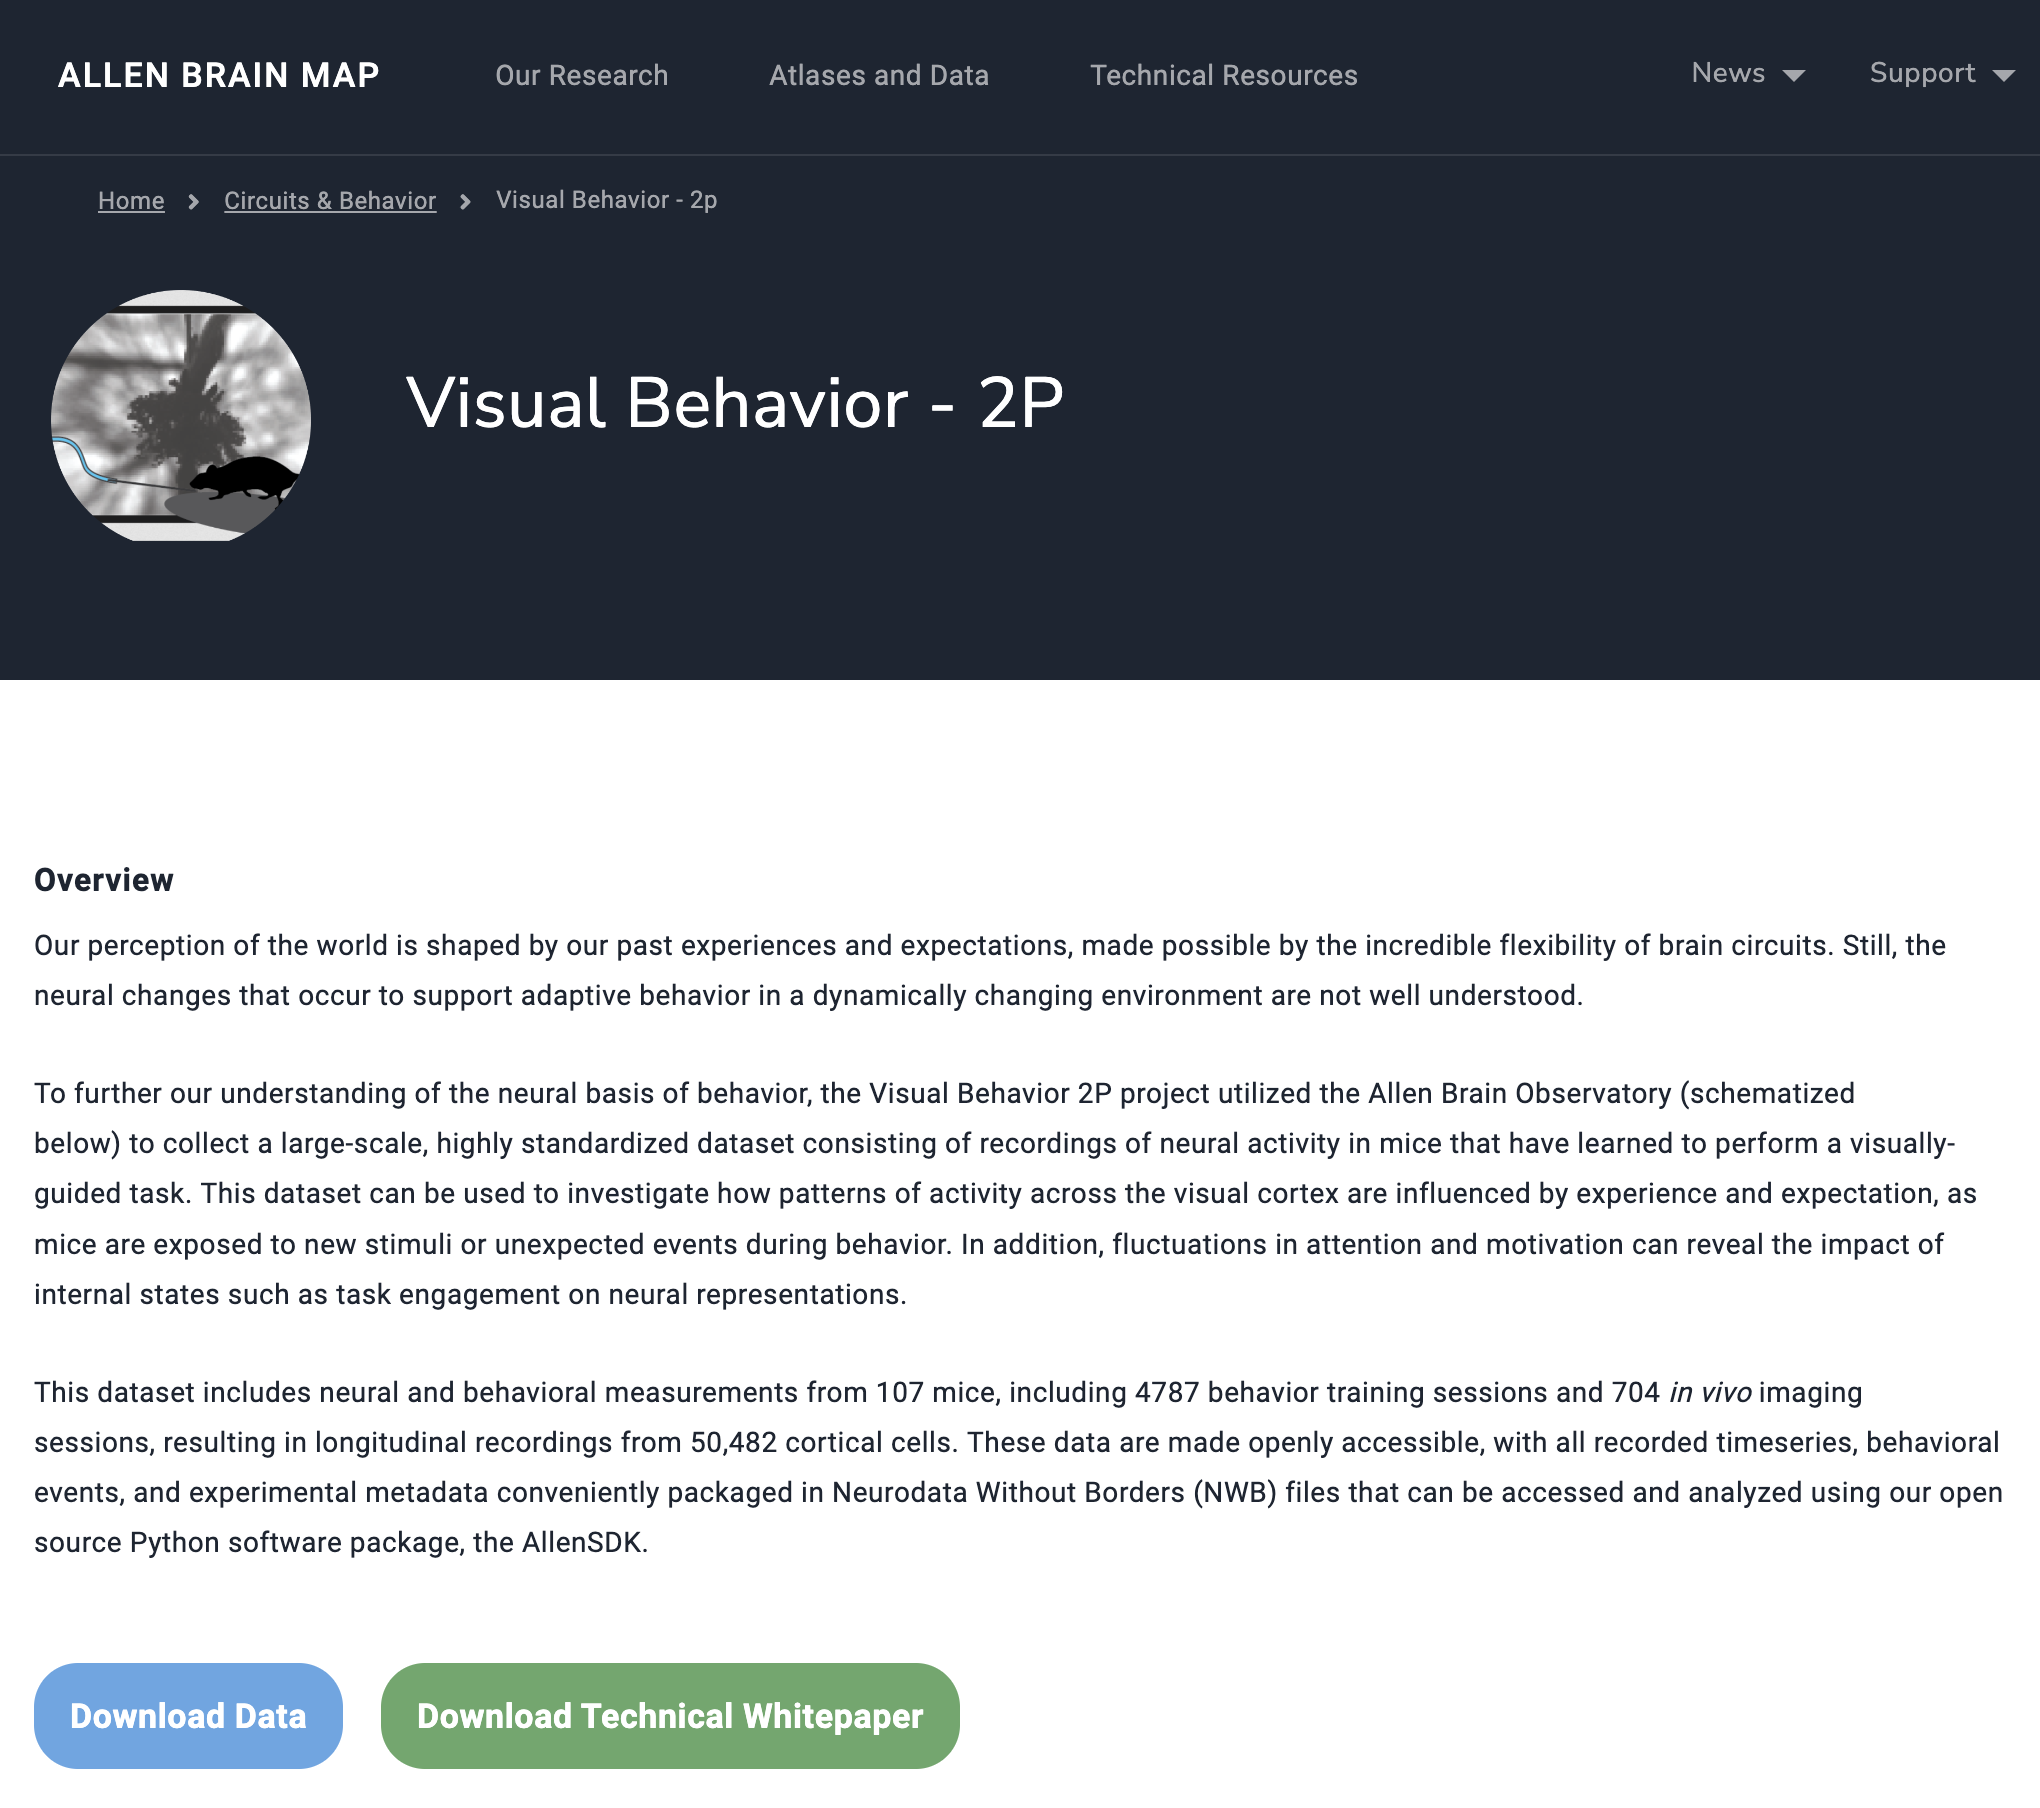 ALLEN BRAIN MAP Our Research Atlases and Data Technical Resources News Support
Home Circuits & Behavior Visual Behavior - 2p
Visual Behavior - 2P
Overview
Our perception of the world is shaped by our past experiences and expectations, made possible by the incredible flexibility of brain circuits. Still, the
neural changes that occur to support adaptive behavior in a dynamically changing environment are not well understood.
To further our understanding of the neural basis of behavior, the Visual Behavior 2P project utilized the Allen Brain Observatory (schematized
below) to collect a large-scale, highly standardized dataset consisting of recordings of neural activity in mice that have learned to perform a visually-
guided task. This dataset can be used to investigate how patterns of activity across the visual cortex are influenced by experience and expectation, as
mice are exposed to new stimuli or unexpected events during behavior. In addition, fluctuations in attention and motivation can reveal the impact of
internal states such as task engagement on neural representations.
This dataset includes neural and behavioral measurements from 107 mice, including 4787 behavior training sessions and 704 in vivo imaging
sessions, resulting in longitudinal recordings from 50,482 cortical cells. These data are made openly accessible, with all recorded timeseries, behavioral
events, and experimental metadata conveniently packaged in Neurodata Without Borders (NWB) files that can be accessed and analyzed using our open
source Python software package, the AllenSDK.
Download Data Download Technical Whitepaper